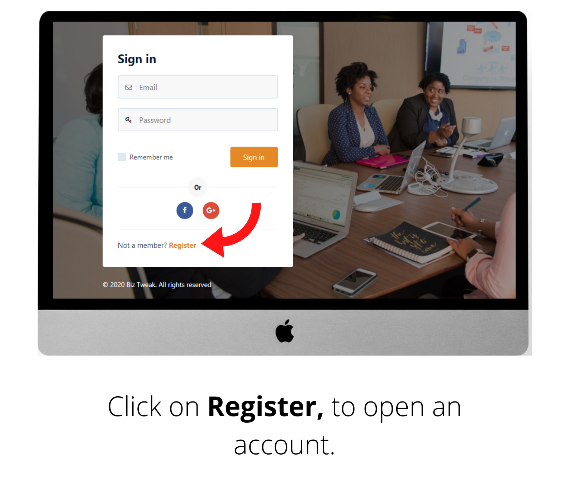 Sign in
Email
Password
Remember me
Sign in
Or
f
G+
Not a member? Register
© 2020 Biz Tweak. All rights reserved
Click on Register, to open an
account.